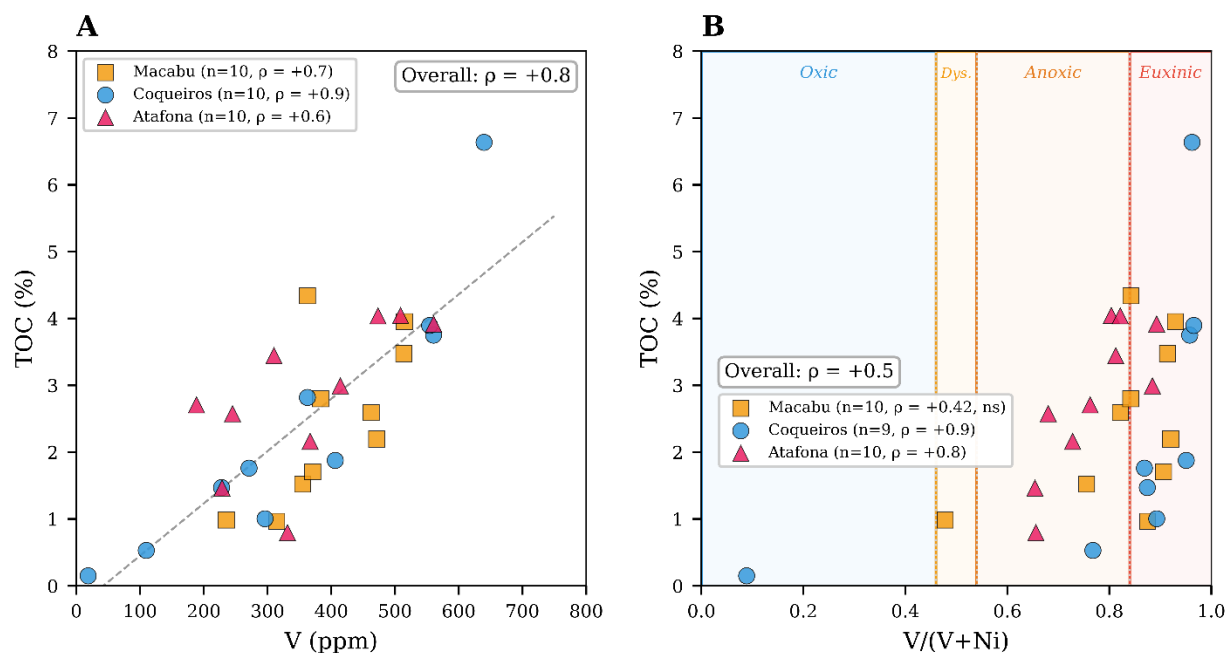 A
8
7
6
5
4
3
2
1
0
TOC (%)
Macabu (n=10, ρ = +0.7)
Coqueiros (n=10, ρ = +0.9)
Atafona (n=10, ρ = +0.6)
Overall: ρ = +0.8
0 100 200 300 400 500 600 700 800
V (ppm)
B
8
7
6
5
4
3
2
1
0
TOC (%)
Oxic Dys. Anoxic Euxinic
Overall: ρ = +0.5
Macabu (n=10, ρ = +0.42, ns)
Coqueiros (n=9, ρ = +0.9)
Atafona (n=10, ρ = +0.8)
0.0 0.2 0.4 0.6 0.8 1.0
V/(V+Ni)